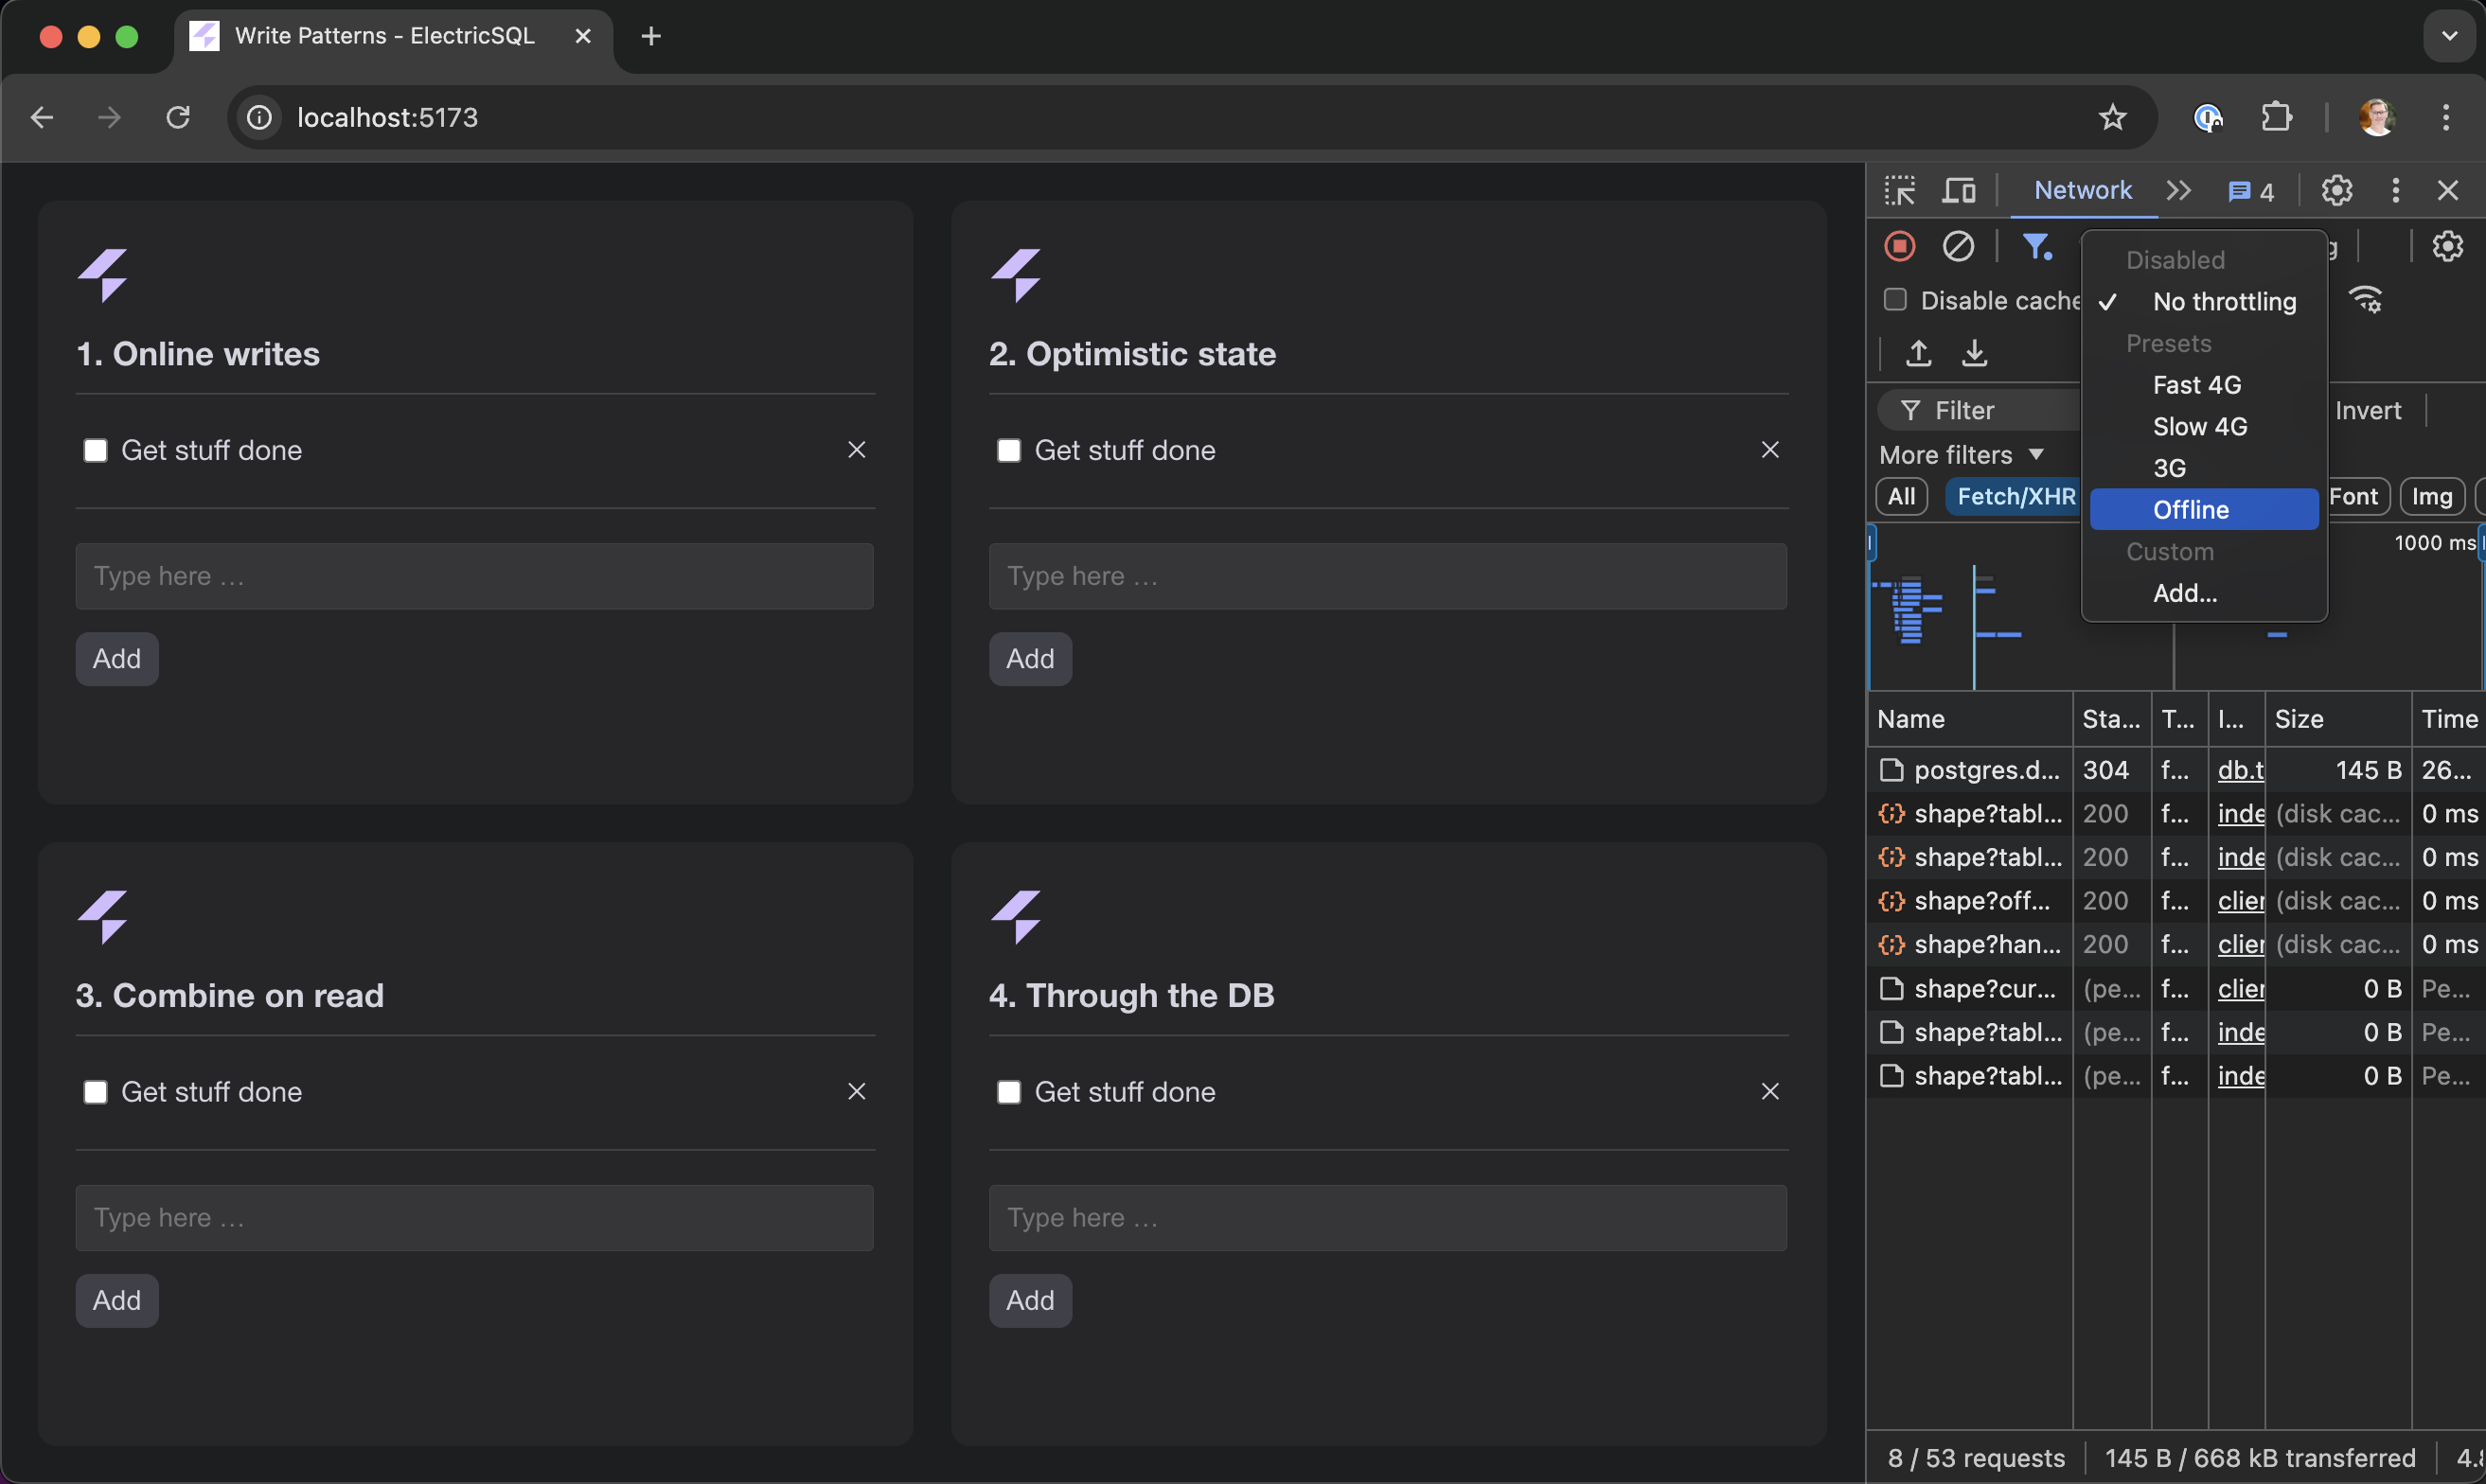 Write Patterns - ElectricSQL
localhost:5173
1. Online writes
Get stuff done
Type here …
Add
2. Optimistic state
Get stuff done
Type here …
Add
3. Combine on read
Get stuff done
Type here …
Add
4. Through the DB
Get stuff done
Type here …
Add
Network
4
Disable cache
Disabled
No throttling
Presets
Fast 4G
Slow 4G
3G
Offline
Custom
Add...
Filter
Invert
More filters
All Fetch/XHR Font Img
1000 ms
Name Sta... T... I... Size Time
postgres.d... 304 f... db.t 145 B 26...
shape?tabl... 200 f... inde (disk cac... 0 ms
shape?tabl... 200 f... inde (disk cac... 0 ms
shape?off... 200 f... clier (disk cac... 0 ms
shape?han... 200 f... clier (disk cac... 0 ms
shape?cur... (pe... f... clier 0 B Pe...
shape?tabl... (pe... f... inde 0 B Pe...
shape?tabl... (pe... f... inde 0 B Pe...
8 / 53 requests 145 B / 668 kB transferred